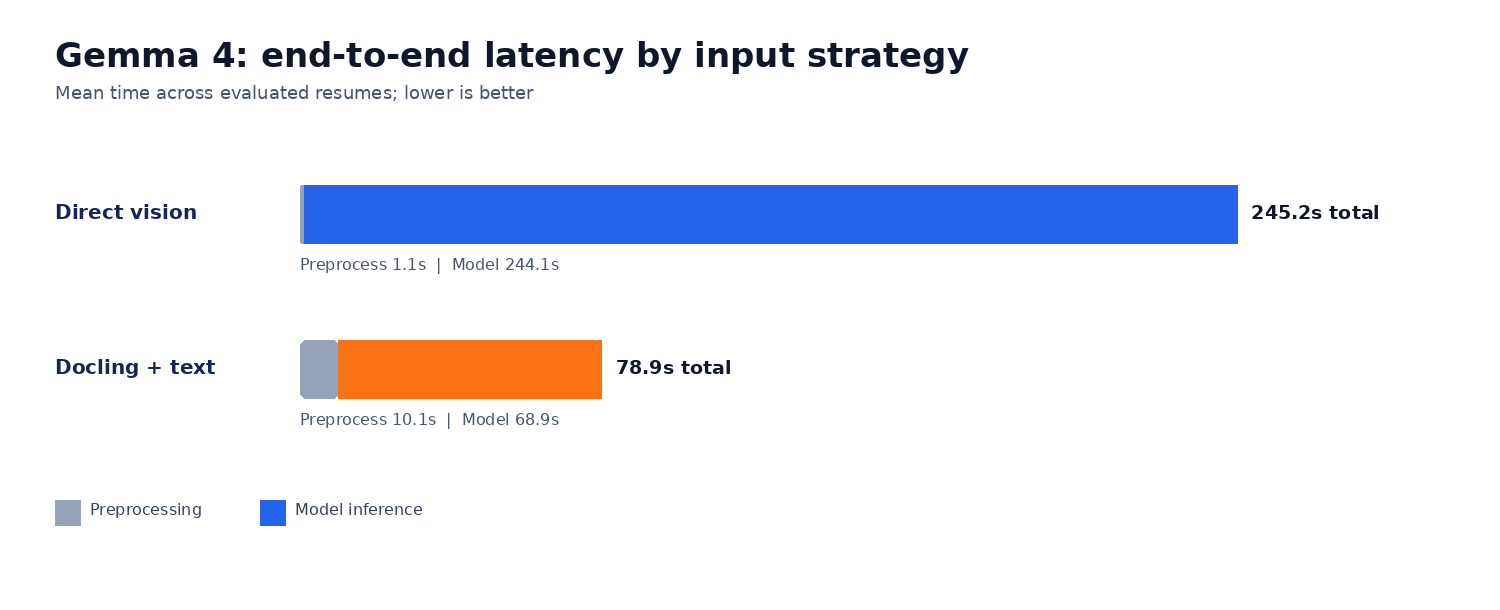 Gemma 4: end-to-end latency by input strategy
Mean time across evaluated resumes; lower is better
Direct vision
245.2s total
Preprocess 1.1s | Model 244.1s
Docling + text
78.9s total
Preprocess 10.1s | Model 68.9s
Preprocessing
Model inference